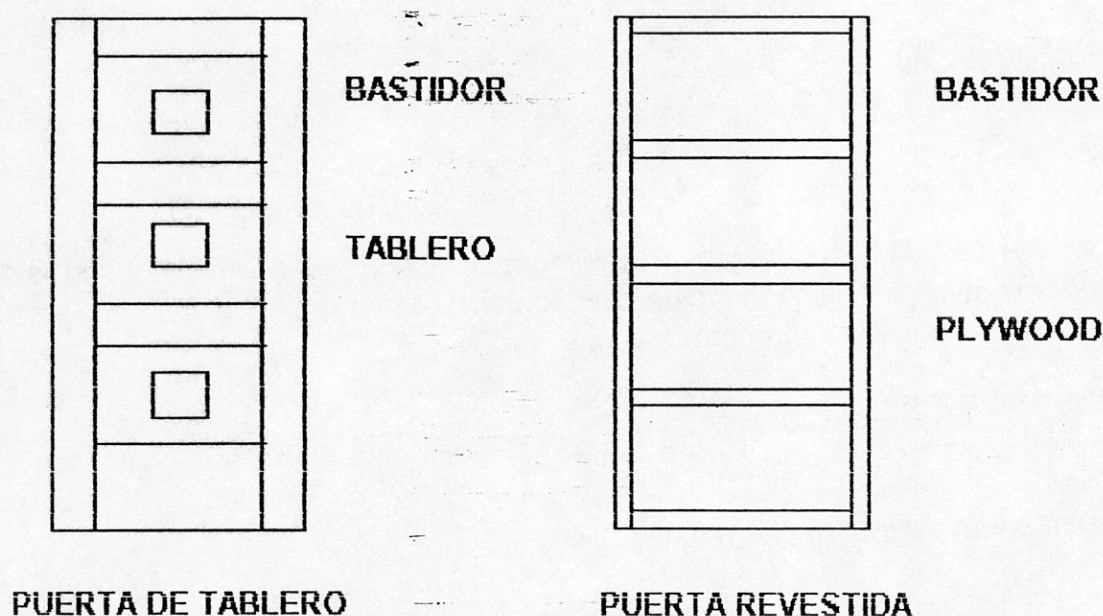 BASTIDOR
TABLERO
PUERTA DE TABLERO
BASTIDOR
PLYWOOD
PUERTA REVESTIDA